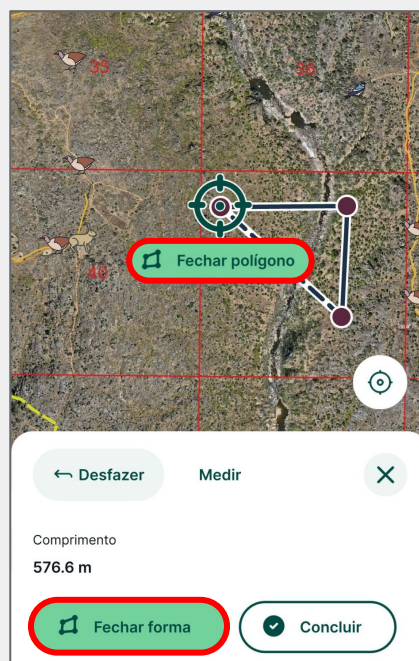 35
36
40
Fechar polígono
Desfazer
Medir
Comprimento
576.6 m
Fechar forma
Concluir